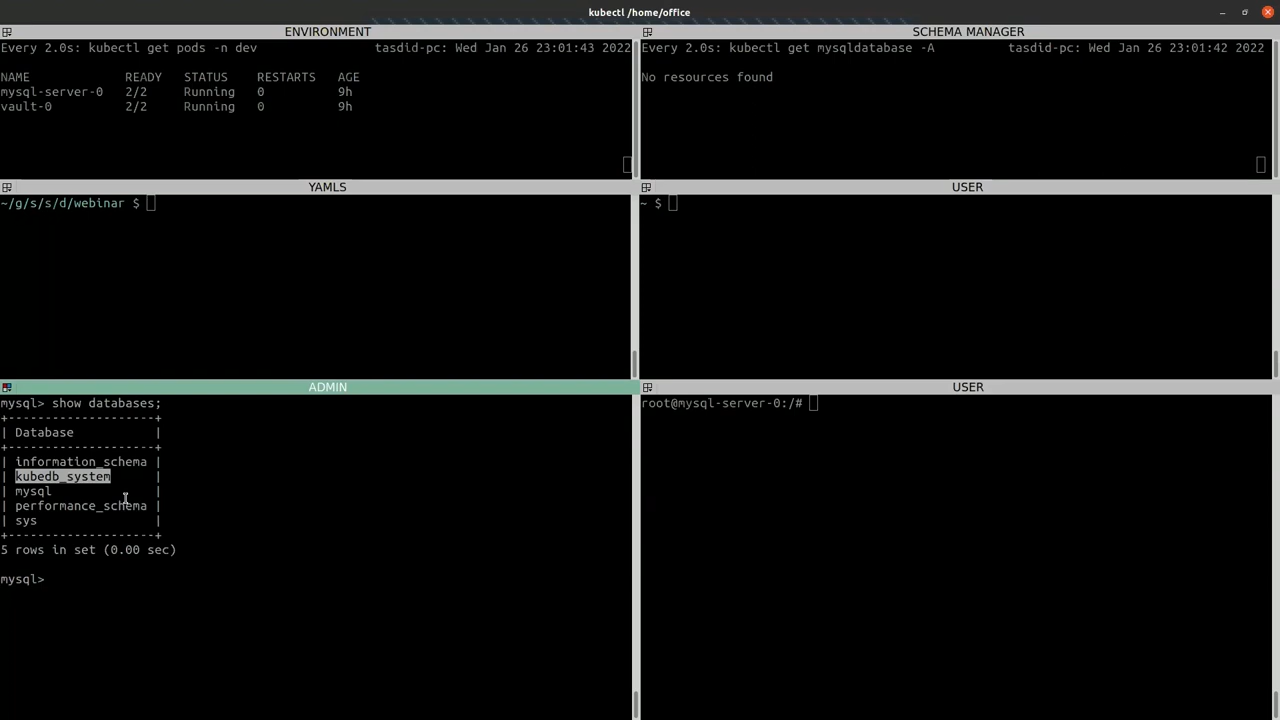 kubectl /home/office
ENVIRONMENT
Every 2.0s: kubectl get pods -n dev tasdid-pc: Wed Jan 26 23:01:43 2022
NAME READY STATUS RESTARTS AGE
mysql-server-0 2/2 Running 0 9h
vault-0 2/2 Running 0 9h
SCHEMA MANAGER
Every 2.0s: kubectl get mysqldatabase -A tasdid-pc: Wed Jan 26 23:01:42 2022
No resources found
YAMLS
~/g/s/s/d/webinar $
USER
~ $
ADMIN
mysql> show databases;
+--------------------+
| Database |
+--------------------+
| information_schema |
| kubedb_system |
| mysql |
| performance_schema |
| sys |
+--------------------+
5 rows in set (0.00 sec)
mysql>
USER
root@mysql-server-0:/#